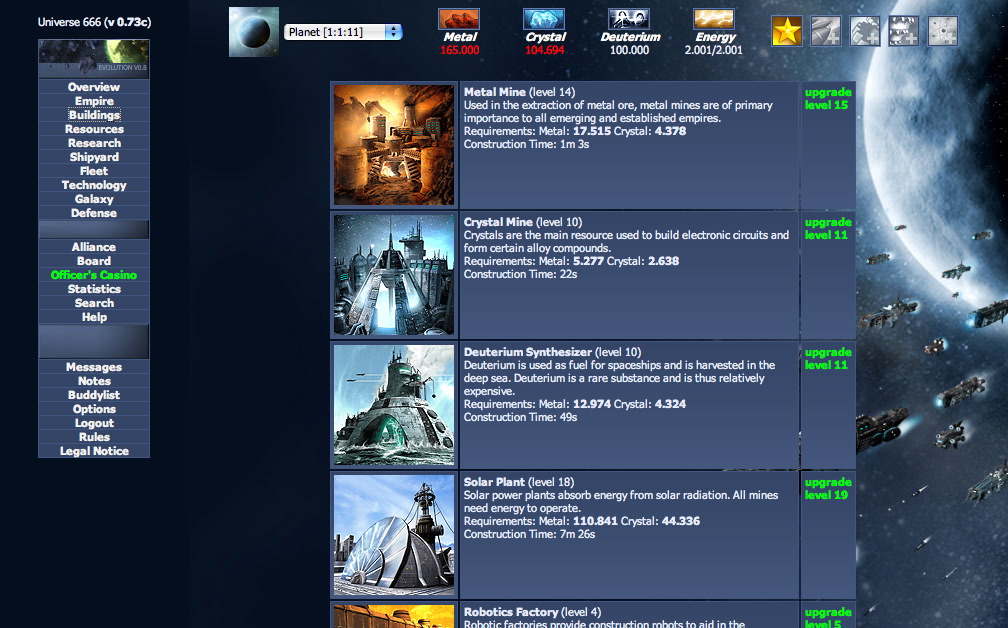 Universe 666 (v 0.73c)
EVOLUTION V0.8
Overview
Empire
Buildings
Resources
Research
Shipyard
Fleet
Technology
Galaxy
Defense
Alliance
Board
Officer's Casino
Statistics
Search
Help
Messages
Notes
Buddylist
Options
Logout
Rules
Legal Notice
Planet [1:1:11]
Metal
165.000
Crystal
104.694
Deuterium
100.000
Energy
2.001/2.001
Metal Mine (level 14)
Used in the extraction of metal ore, metal mines are of primary
importance to all emerging and established empires.
Requirements: Metal: 17.515 Crystal: 4.378
Construction Time: 1m 3s
upgrade
level 15
Crystal Mine (level 10)
Crystals are the main resource used to build electronic circuits and
form certain alloy compounds.
Requirements: Metal: 5.277 Crystal: 2.638
Construction Time: 22s
upgrade
level 11
Deuterium Synthesizer (level 10)
Deuterium is used as fuel for spaceships and is harvested in the
deep sea. Deuterium is a rare substance and is thus relatively
expensive.
Requirements: Metal: 12.974 Crystal: 4.324
Construction Time: 49s
upgrade
level 11
Solar Plant (level 18)
Solar power plants absorb energy from solar radiation. All mines
need energy to operate.
Requirements: Metal: 110.841 Crystal: 44.336
Construction Time: 7m 26s
upgrade
level 19
Robotics Factory (level 4)
Robotic factories provide construction robots to aid in the
upgrade
level 5